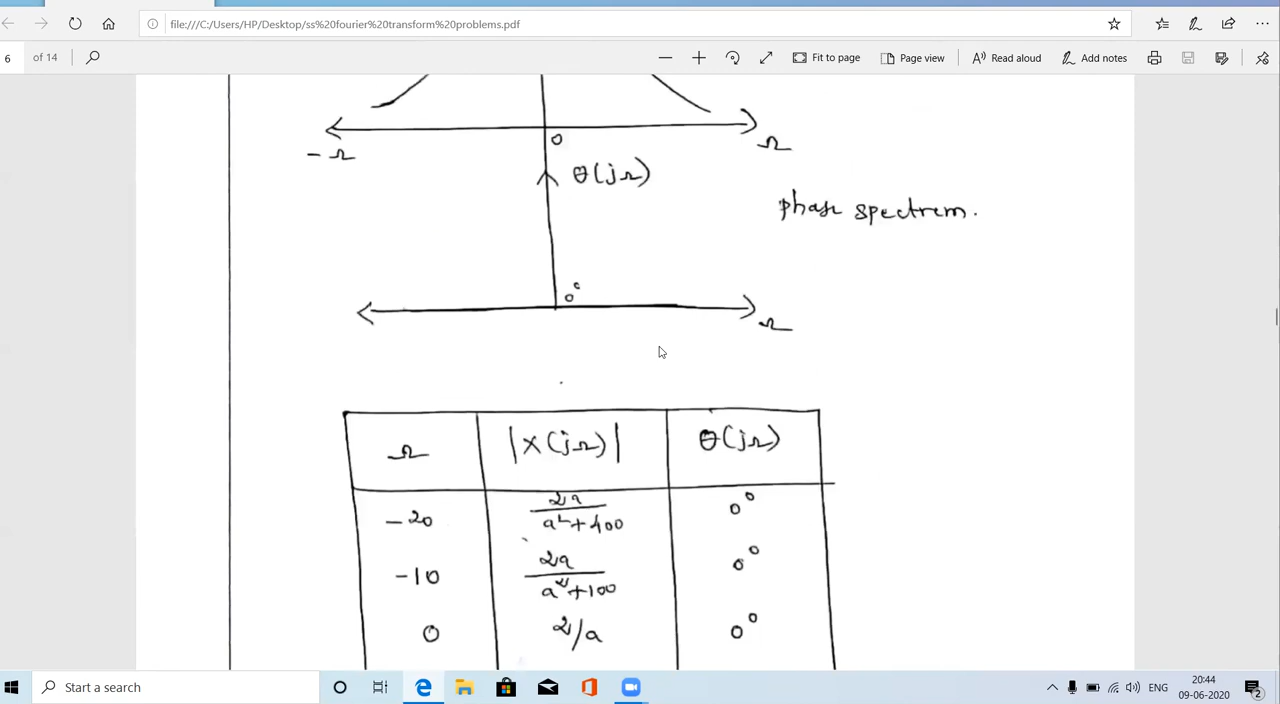 file:///C:/Users/HP/Desktop/ss%20fourier%20transform%20problems.pdf
6 of 14
Fit to page
Page view
Read aloud
Add notes
0
-Ω
Ω
θ(jΩ)
phase spectrem.
0°
Ω
Ω |X(jΩ)| θ(jΩ)
-20 2a/a²+400 0°
-10 2a/a²+100 0°
0 2/a 0°
Start a search
ENG
20:44
09-06-2020
2